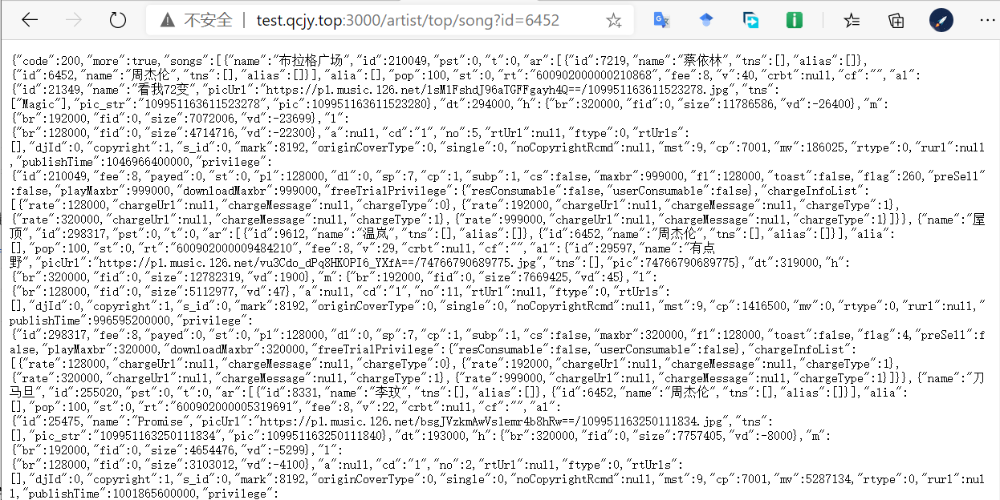 不安全 | test.qcjy.top:3000/artist/top/song?id=6452
{"code":200,"more":true,"songs":[{"name":"布拉格广场","id":210049,"pst":0,"t":0,"ar":[{"id":7219,"name":"蔡依林","tns":[],"alias":[]},
{"id":6452,"name":"周杰伦","tns":[],"alias":[]}],"alia":[],"pop":100,"st":0,"rt":"600902000000210868","fee":8,"v":40,"crbt":null,"cf":"","al":
{"id":21349,"name":"看我72变","picUrl":"https://p1.music.126.net/1sM1FshdJ96aTGFFgayh4Q==/109951163611523278.jpg","tns":
["Magic"],"pic_str":"109951163611523278","pic":109951163611523280},"dt":294000,"h":{"br":320000,"fid":0,"size":11786586,"vd":-26400},"m":
{"br":192000,"fid":0,"size":7072006,"vd":-23699},"l":
{"br":128000,"fid":0,"size":4714716,"vd":-22300},"a":null,"cd":"1","no":5,"rtUrl":null,"ftype":0,"rtUrls":
[],"djId":0,"copyright":1,"s_id":0,"mark":8192,"originCoverType":0,"single":0,"noCopyrightRcmd":null,"mst":9,"cp":7001,"mv":186025,"rtype":0,"rurl":null
,"publishTime":1046966400000,"privilege":
{"id":210049,"fee":8,"payed":0,"st":0,"pl":128000,"dl":0,"sp":7,"cp":1,"subp":1,"cs":false,"maxbr":999000,"fl":128000,"toast":false,"flag":260,"preSell"
:false,"playMaxbr":999000,"downloadMaxbr":999000,"freeTrialPrivilege":{"resConsumable":false,"userConsumable":false},"chargeInfoList":
[{"rate":128000,"chargeUrl":null,"chargeMessage":null,"chargeType":0},{"rate":192000,"chargeUrl":null,"chargeMessage":null,"chargeType":1},
{"rate":320000,"chargeUrl":null,"chargeMessage":null,"chargeType":1},{"rate":999000,"chargeUrl":null,"chargeMessage":null,"chargeType":1}]}},{"name":"屋
顶","id":298317,"pst":0,"t":0,"ar":[{"id":9612,"name":"温岚","tns":[],"alias":[]},{"id":6452,"name":"周杰伦","tns":[],"alias":[]}],"alia":
[],"pop":100,"st":0,"rt":"600902000009484210","fee":8,"v":29,"crbt":null,"cf":"","al":{"id":29597,"name":"有点
野","picUrl":"https://p1.music.126.net/vu3Cdo_dPq8HKOPI6_YXfA==/74766790689775.jpg","tns":[],"pic":74766790689775},"dt":319000,"h":
{"br":320000,"fid":0,"size":12782319,"vd":1900},"m":{"br":192000,"fid":0,"size":7669425,"vd":45},"l":
{"br":128000,"fid":0,"size":5112977,"vd":47},"a":null,"cd":"1","no":11,"rtUrl":null,"ftype":0,"rtUrls":
[],"djId":0,"copyright":1,"s_id":0,"mark":8192,"originCoverType":0,"single":0,"noCopyrightRcmd":null,"mst":9,"cp":1416500,"mv":0,"rtype":0,"rurl":null,"
publishTime":996595200000,"privilege":
{"id":298317,"fee":8,"payed":0,"st":0,"pl":128000,"dl":0,"sp":7,"cp":1,"subp":1,"cs":false,"maxbr":320000,"fl":128000,"toast":false,"flag":4,"preSell":f
alse,"playMaxbr":320000,"downloadMaxbr":320000,"freeTrialPrivilege":{"resConsumable":false,"userConsumable":false},"chargeInfoList":
[{"rate":128000,"chargeUrl":null,"chargeMessage":null,"chargeType":0},{"rate":192000,"chargeUrl":null,"chargeMessage":null,"chargeType":1},
{"rate":320000,"chargeUrl":null,"chargeMessage":null,"chargeType":1},{"rate":999000,"chargeUrl":null,"chargeMessage":null,"chargeType":1}]}},{"name":"刀
马旦","id":255020,"pst":0,"t":0,"ar":[{"id":8331,"name":"李玟","tns":[],"alias":[]},{"id":6452,"name":"周杰伦","tns":[],"alias":[]}],"alia":
[],"pop":100,"st":0,"rt":"600902000005319691","fee":8,"v":22,"crbt":null,"cf":"","al":
{"id":25475,"name":"Promise","picUrl":"https://p1.music.126.net/bsgJVzkmAwVs1emr4b8hRw==/109951163250111834.jpg","tns":
[],"pic_str":"109951163250111834","pic":109951163250111840},"dt":193000,"h":{"br":320000,"fid":0,"size":7757405,"vd":-8000},"m":
{"br":192000,"fid":0,"size":4654476,"vd":-5299},"l":
{"br":128000,"fid":0,"size":3103012,"vd":-4100},"a":null,"cd":"1","no":2,"rtUrl":null,"ftype":0,"rtUrls":
[],"djId":0,"copyright":1,"s_id":0,"mark":8192,"originCoverType":0,"single":0,"noCopyrightRcmd":null,"mst":9,"cp":7001,"mv":5287134,"rtype":0,"rurl":nul
l,"publishTime":1001865600000,"privilege":